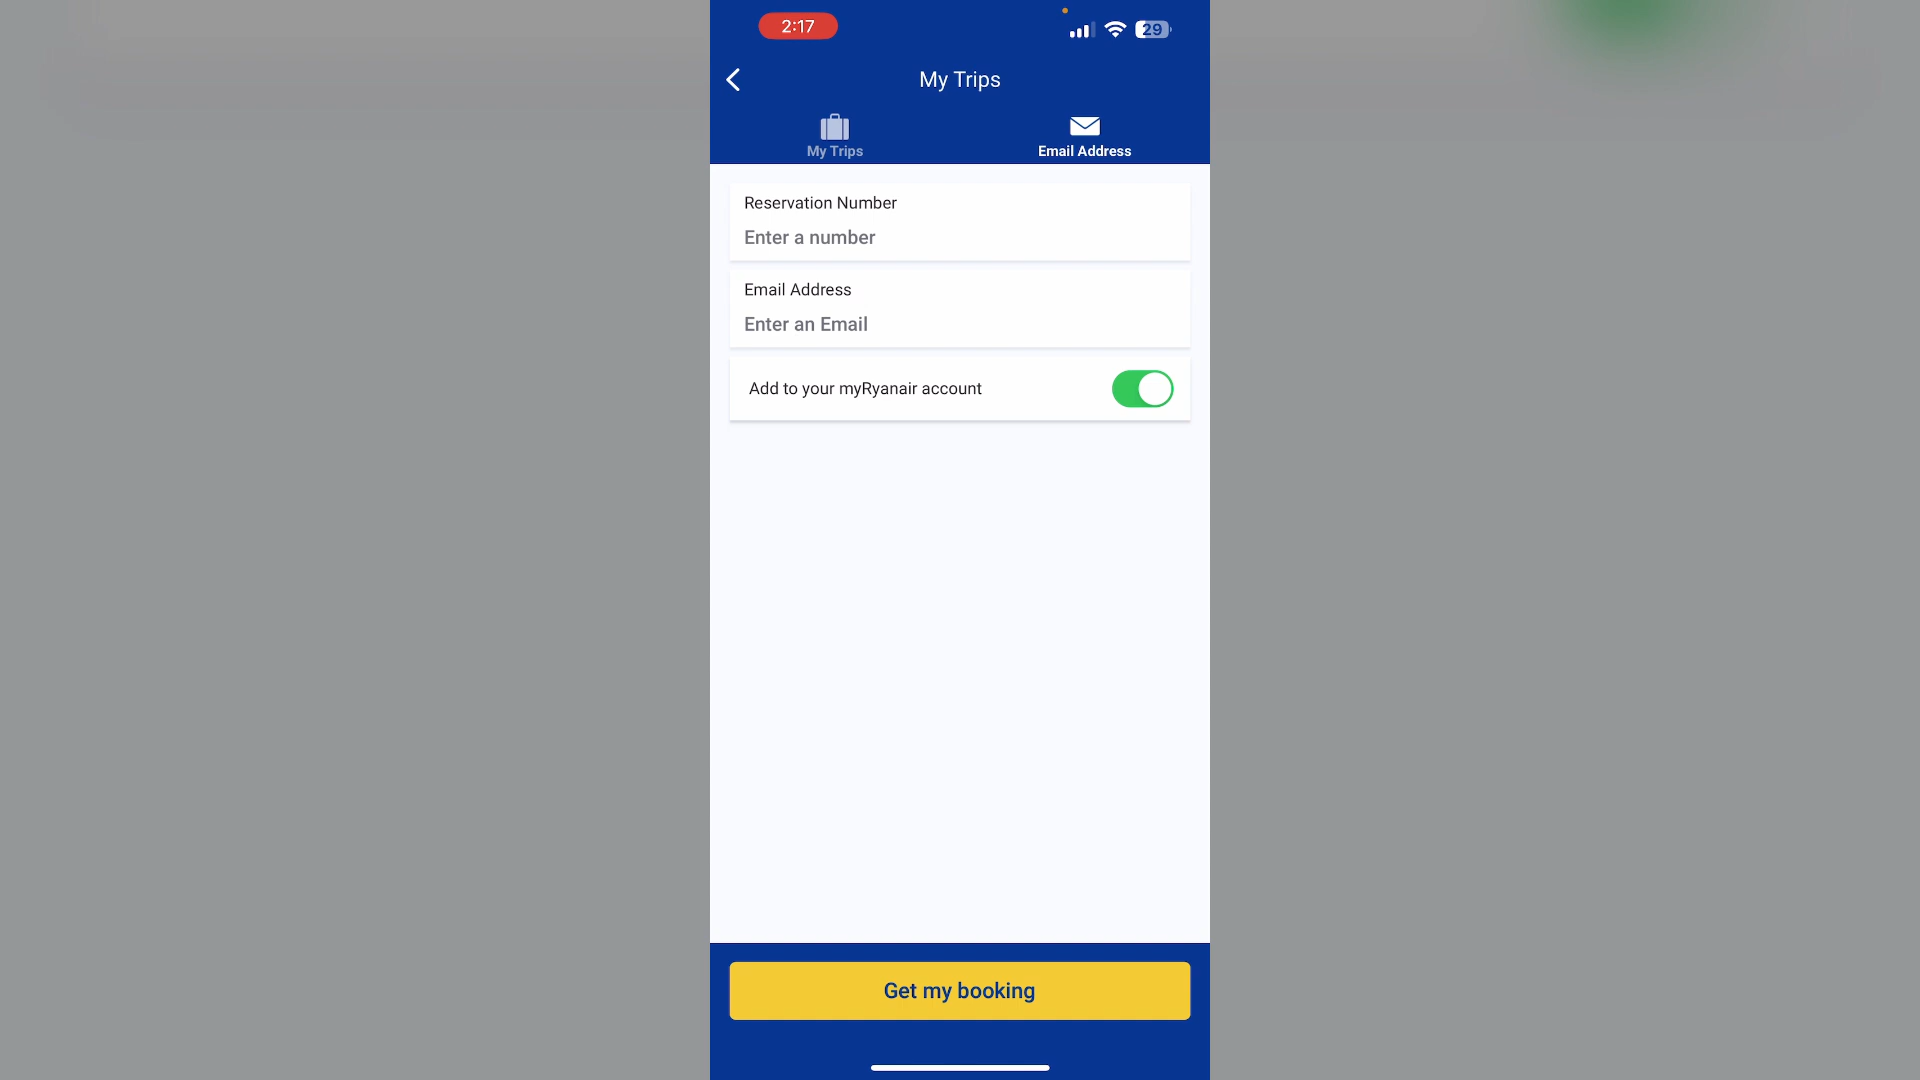 2:17
29
My Trips
My Trips
Email Address
Reservation Number
Enter a number
Email Address
Enter an Email
Add to your myRyanair account
Get my booking